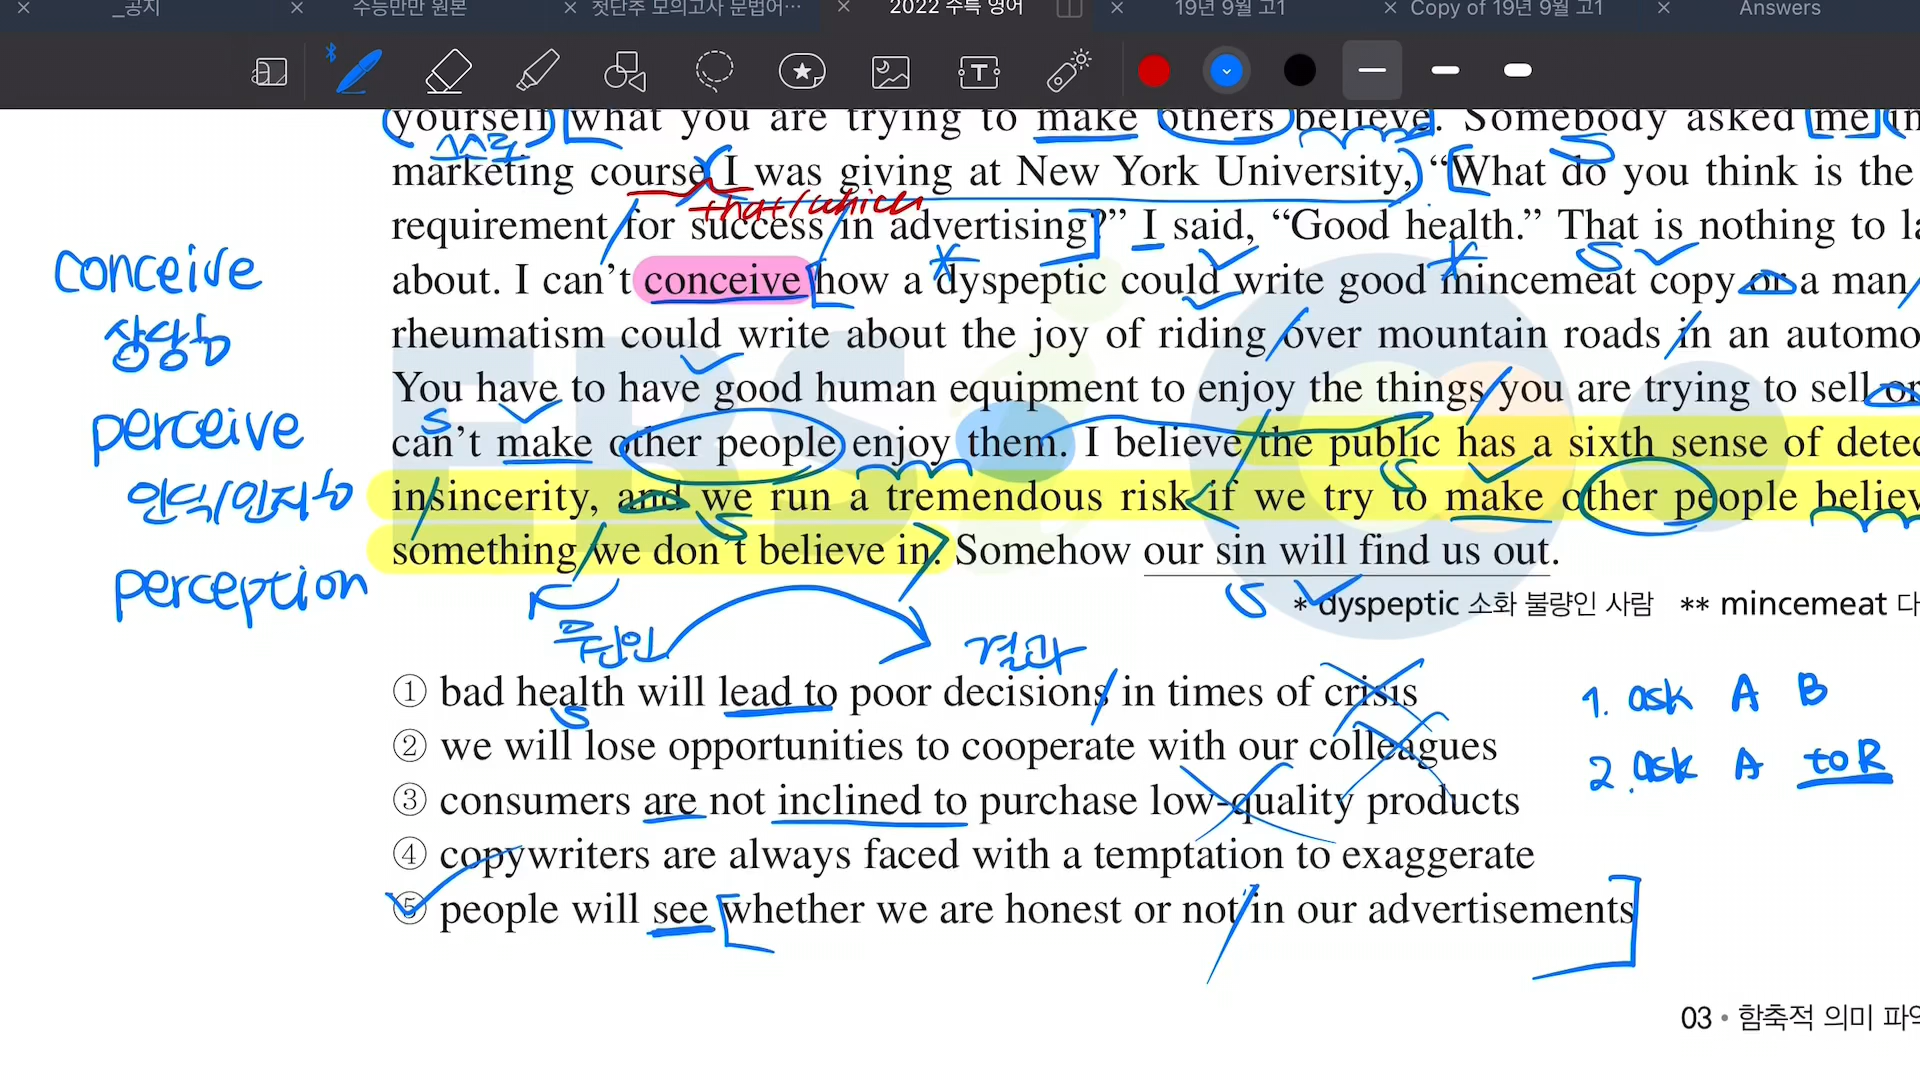 _공지
수능만만 원본
첫단추 모의고사 문법어…
2022 수특 영어
19년 9월 고1
Copy of 19년 9월 고1
Answers
yourself what you are trying to make others believe. Somebody asked me in
스스로
marketing course I was giving at New York University, “What do you think is the
that/which
requirement for success in advertising?” I said, “Good health.” That is nothing to la
conceive
about. I can’t conceive how a dyspeptic could write good mincemeat copy or a man
상상하
rheumatism could write about the joy of riding over mountain roads in an automo
You have to have good human equipment to enjoy the things you are trying to sell or
perceive
can’t make other people enjoy them. I believe the public has a sixth sense of detec
인식/인지하
insincerity, and we run a tremendous risk if we try to make other people believ
something we don’t believe in. Somehow our sin will find us out.
perception
* dyspeptic 소화 불량인 사람 ** mincemeat 다
원인
결과
① bad health will lead to poor decisions in times of crisis
1. ask A B
② we will lose opportunities to cooperate with our colleagues
2. ask A to R
③ consumers are not inclined to purchase low-quality products
④ copywriters are always faced with a temptation to exaggerate
⑤ people will see whether we are honest or not in our advertisements
03 • 함축적 의미 파악